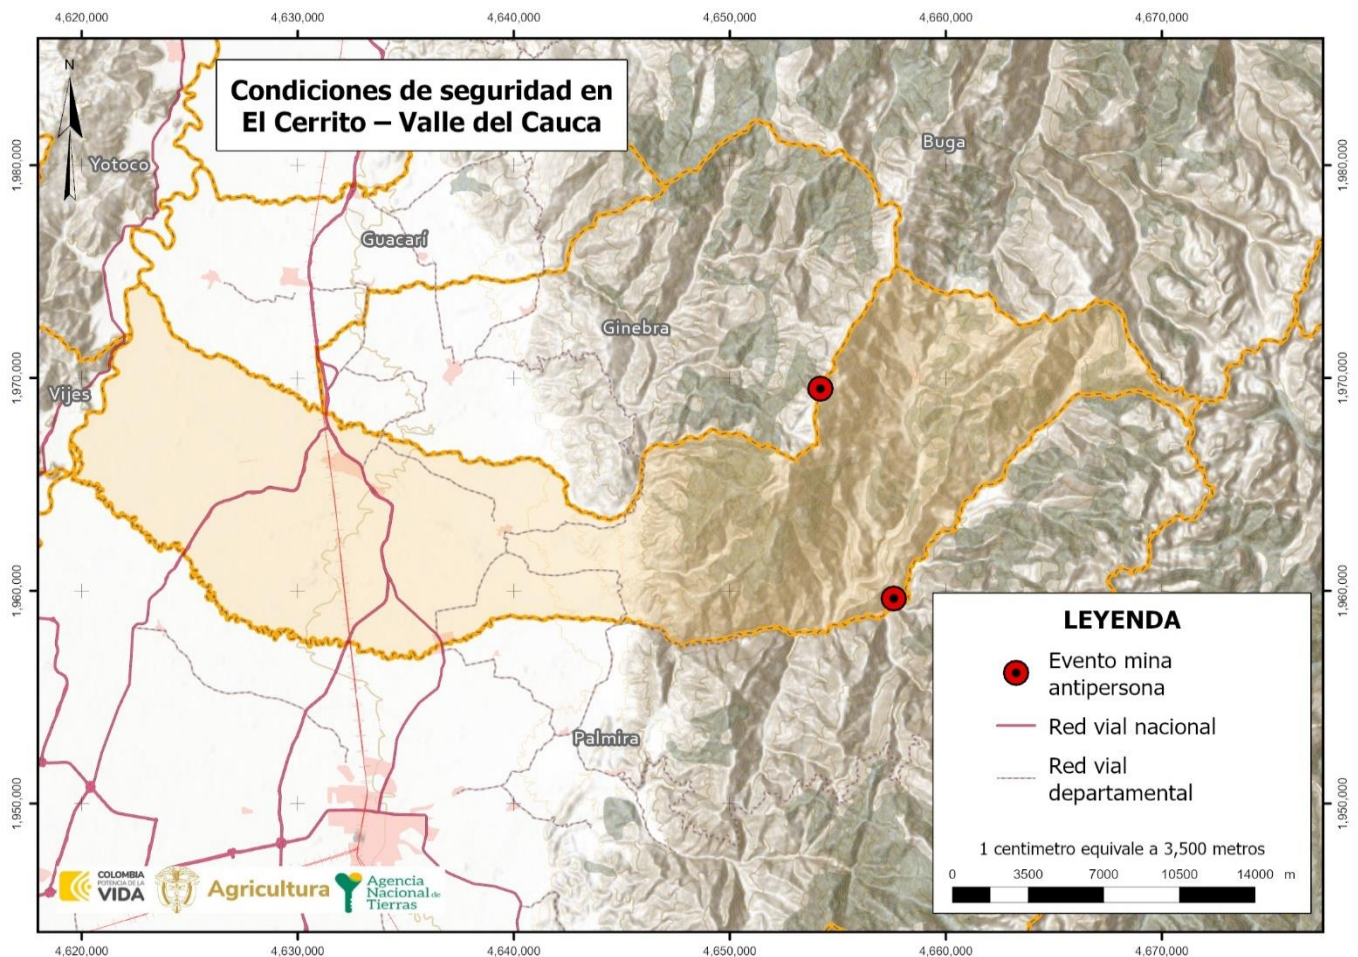 4,620,000
4,630,000
4,640,000
4,650,000
4,660,000
4,670,000
N
Condiciones de seguridad en
El Cerrito – Valle del Cauca
Buga
Yotoco
1,980,000
1,980,000
Guacarí
Ginebra
1,970,000
1,970,000
Vijes
1,960,000
1,960,000
LEYENDA
Evento mina
antipersona
Red vial nacional
Red vial
departamental
1 centimetro equivale a 3,500 metros
0 3500 7000 10500 14000 m
Palmira
1,950,000
1,950,000
COLOMBIA
POTENCIA DE LA
VIDA
Agricultura
Agencia
Nacional de
Tierras
4,620,000
4,630,000
4,640,000
4,650,000
4,660,000
4,670,000